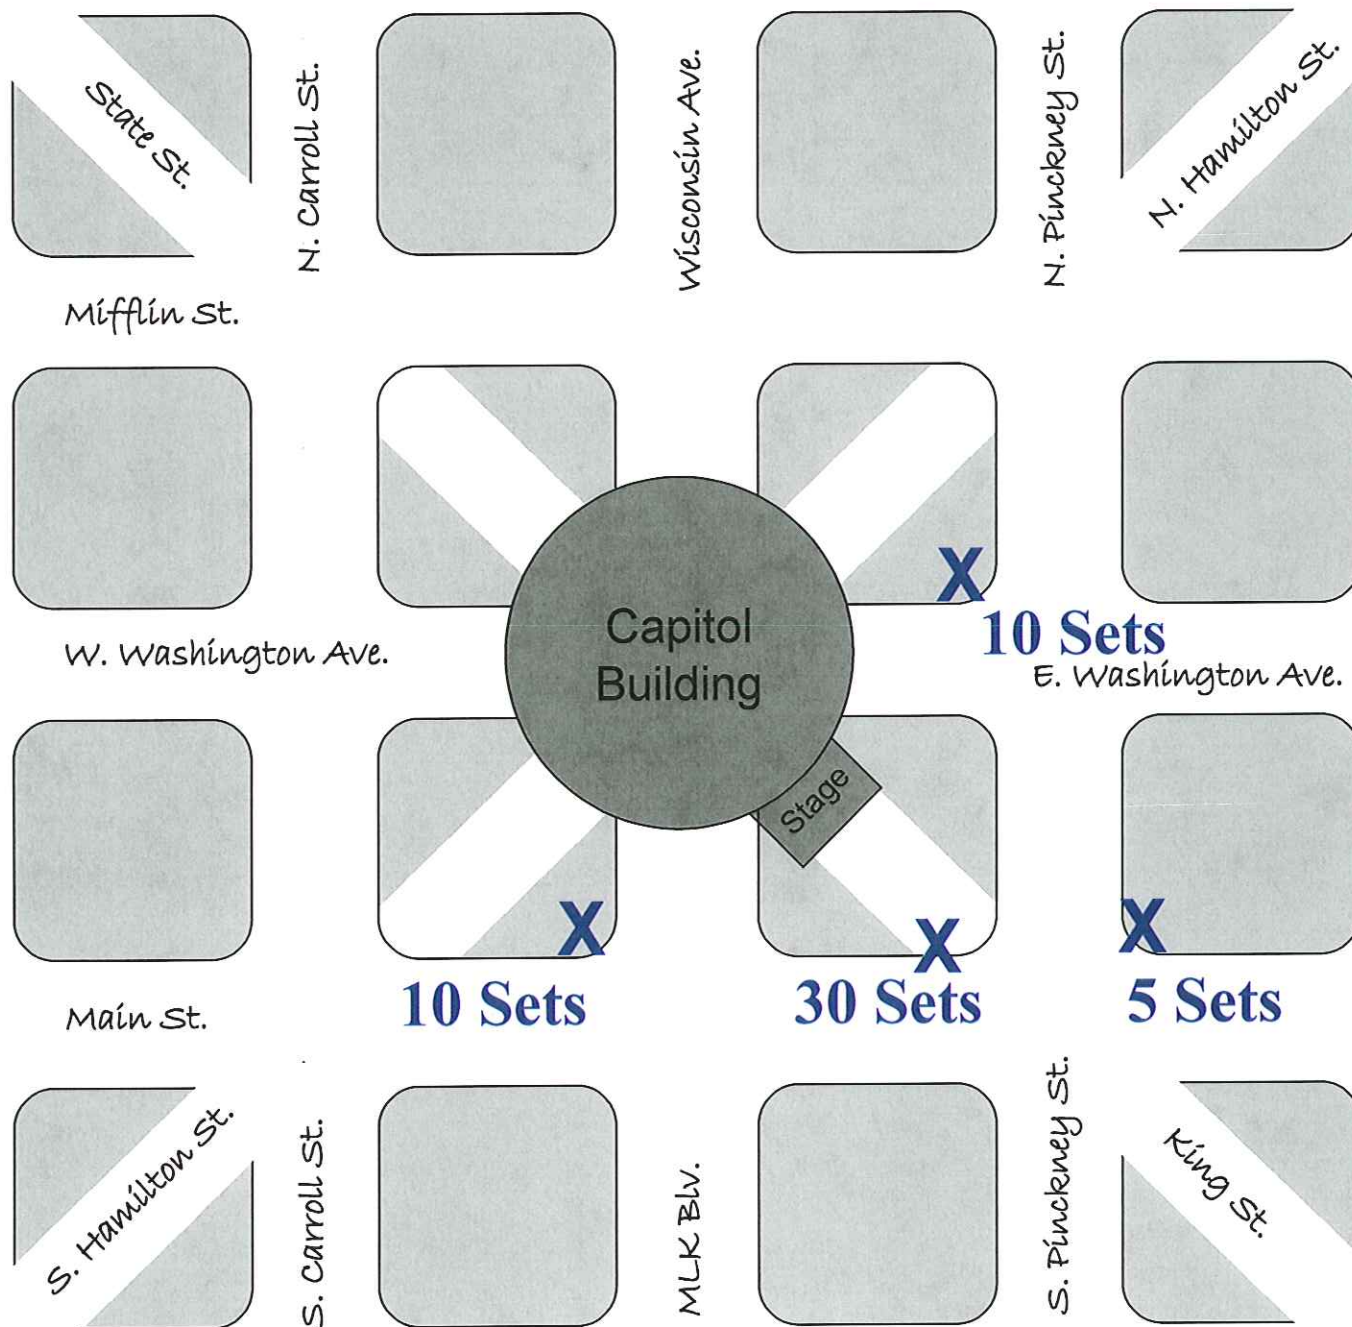 State St.
N. Carroll St.
Wisconsin Ave.
N. Pinckney St.
N. Hamilton St.
Mifflin St.
X
10 Sets
Capitol
Building
W. Washington Ave.
E. Washington Ave.
Stage
X
X
X
10 Sets
30 Sets
5 Sets
Main St.
S. Hamilton St.
S. Carroll St.
MLK Blv.
S. Pinckney St.
King St.